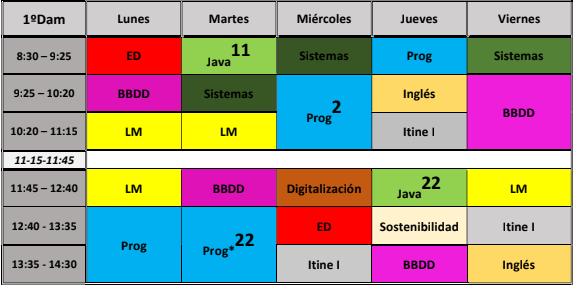 1ºDam Lunes Martes Miércoles Jueves Viernes
8:30 – 9:25 ED Java 11 Sistemas Prog Sistemas
9:25 – 10:20 BBDD Sistemas Prog 2 Inglés BBDD
10:20 – 11:15 LM LM Itine I
11-15-11:45
11:45 – 12:40 LM BBDD Digitalización Java 22 LM
12:40 - 13:35 Prog Prog* 22 ED Sostenibilidad Itine I
13:35 - 14:30 Itine I BBDD Inglés